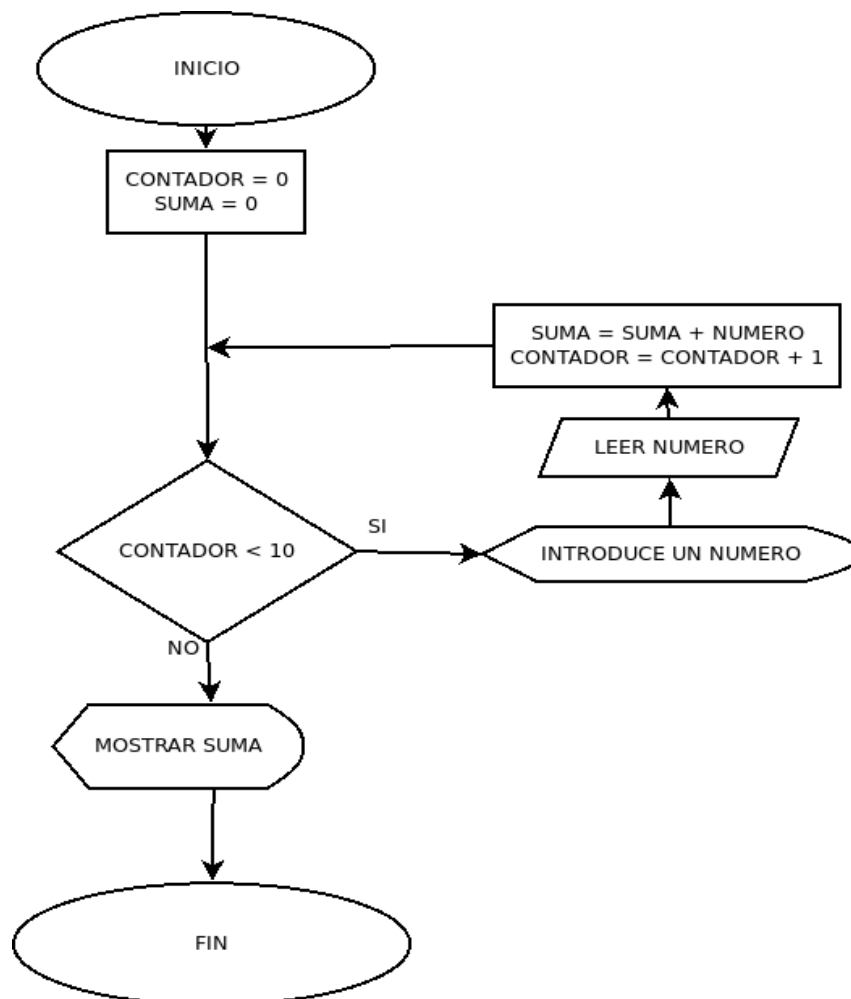 INICIO
CONTADOR = 0
SUMA = 0
SUMA = SUMA + NUMERO
CONTADOR = CONTADOR + 1
LEER NUMERO
SI
CONTADOR < 10
INTRODUCE UN NUMERO
NO
MOSTRAR SUMA
FIN